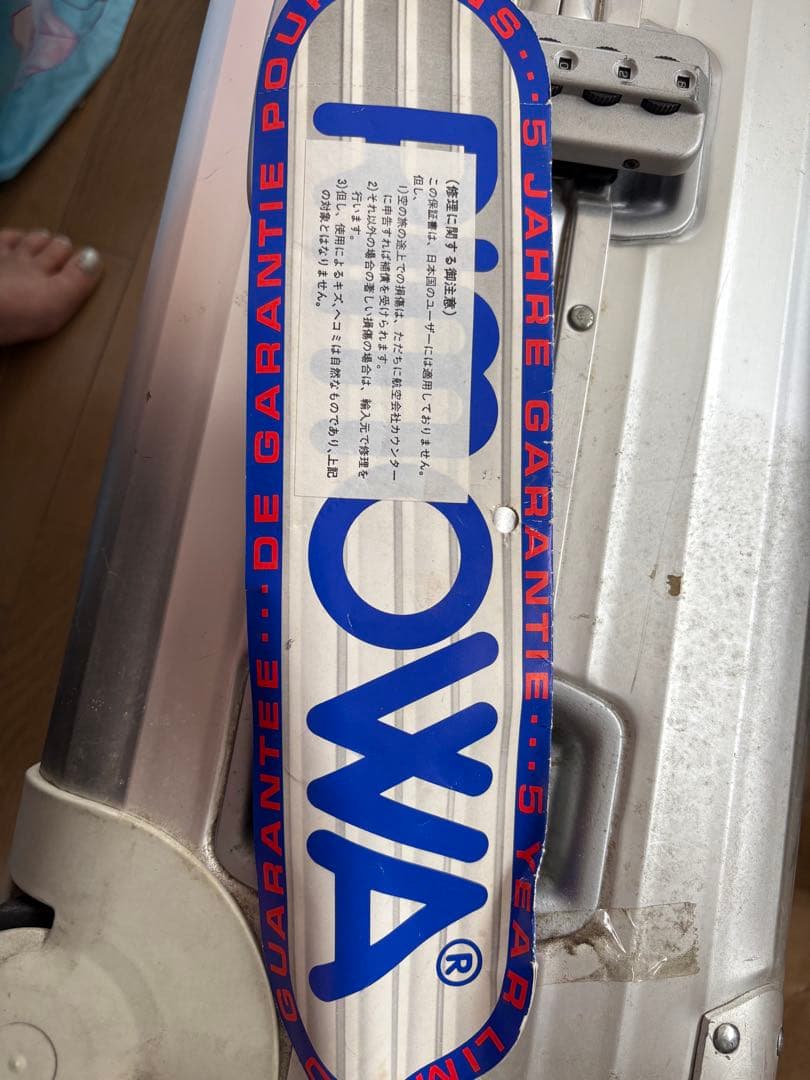 5 JAHRE GARANTIE...5 YEAR
RIMOWA®
(修理に関する御注意)
この保証書は、日本国のユーザーには適用しておりません。
但し、
1)空の旅の途上での損傷は、ただちに航空会社カウンター
に申告すれば補償を受けられます。
2)それ以外の場合の著しい損傷の場合は、輸入元で修理を
行います。
3)但し、使用によるキズ、ヘコミは自然なものであり、上記
の対象とはなりません。
GUARANTEE...DE GARANTIE POUR